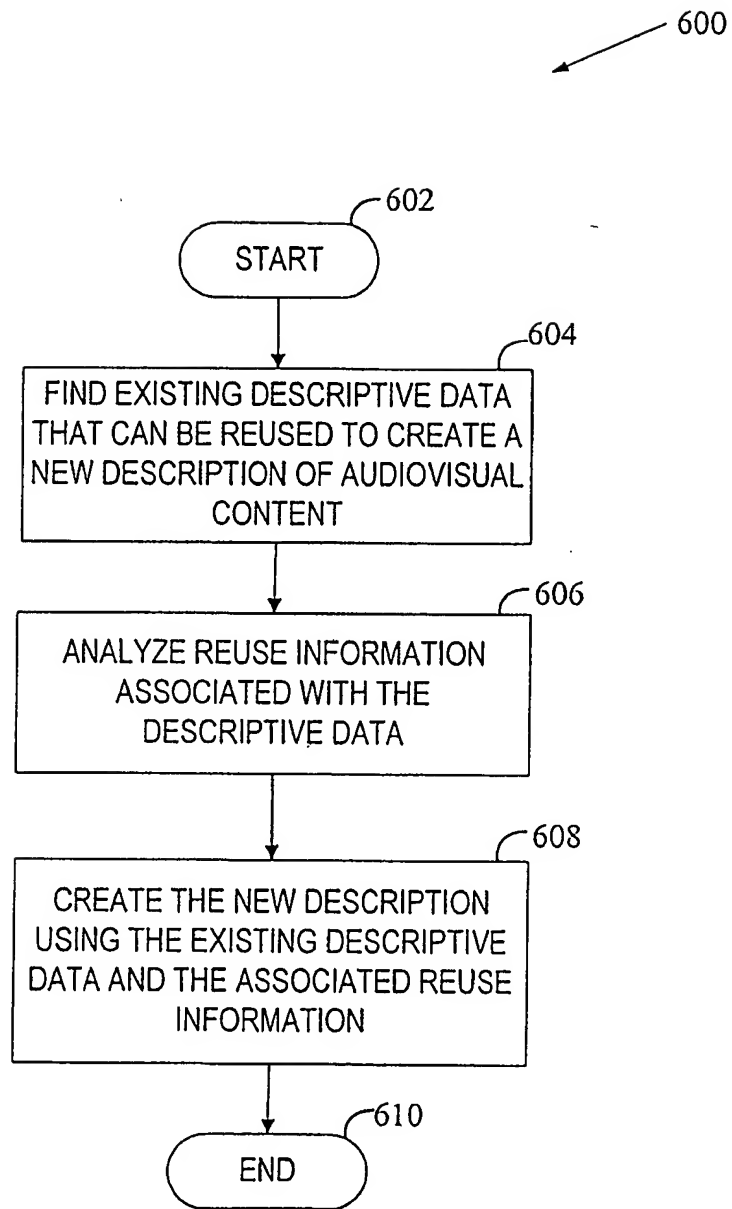 600
602
START
604
FIND EXISTING DESCRIPTIVE DATA
THAT CAN BE REUSED TO CREATE A
NEW DESCRIPTION OF AUDIOVISUAL
CONTENT
606
ANALYZE REUSE INFORMATION
ASSOCIATED WITH THE
DESCRIPTIVE DATA
608
CREATE THE NEW DESCRIPTION
USING THE EXISTING DESCRIPTIVE
DATA AND THE ASSOCIATED REUSE
INFORMATION
610
END